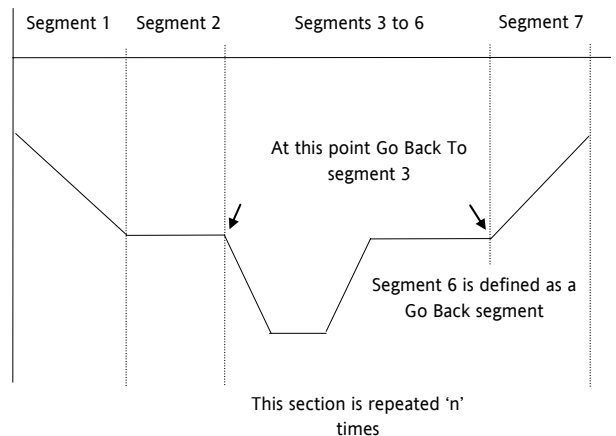 Segment 1
Segment 2
Segments 3 to 6
Segment 7
At this point Go Back To
segment 3
Segment 6 is defined as a
Go Back segment
This section is repeated ‘n’
times